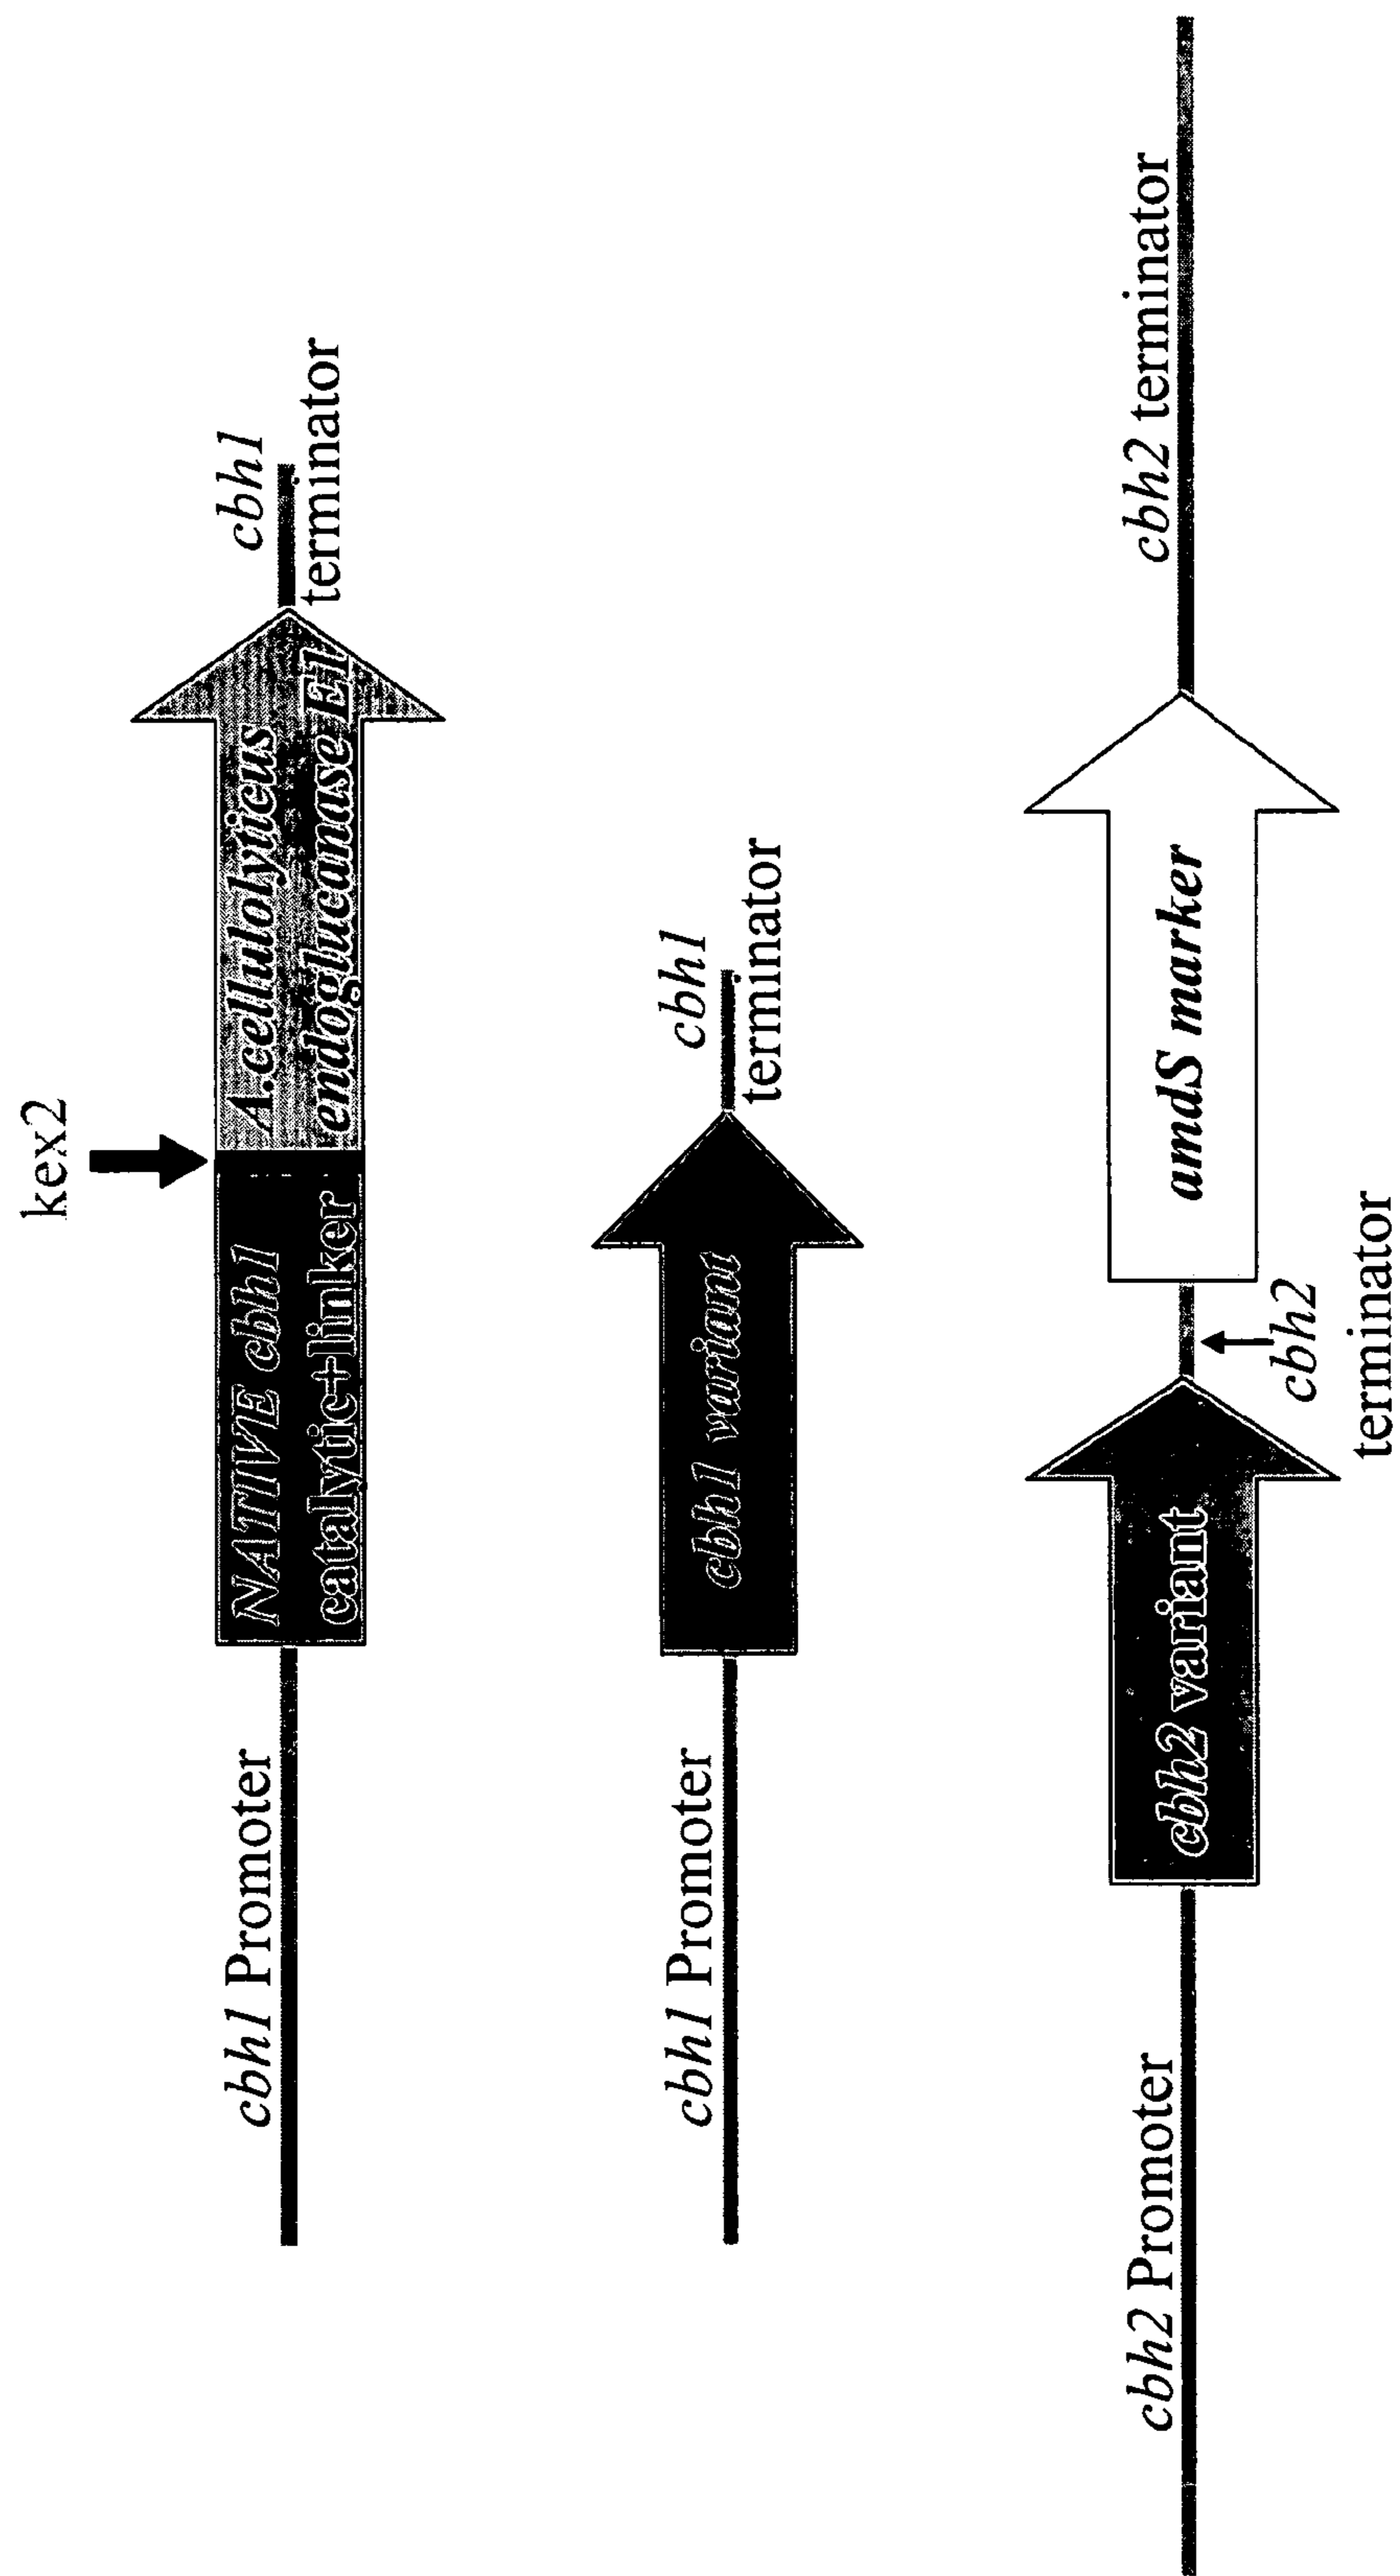 kex2
cbh1 Promoter
NATIVE cbh1
catalytic+linker
A.cellulolyticus
endoglucanase E1
cbh1
terminator
cbh1 Promoter
cbh1 variant
cbh1
terminator
cbh2 Promoter
cbh2 variant
cbh2
terminator
amdS marker
cbh2 terminator